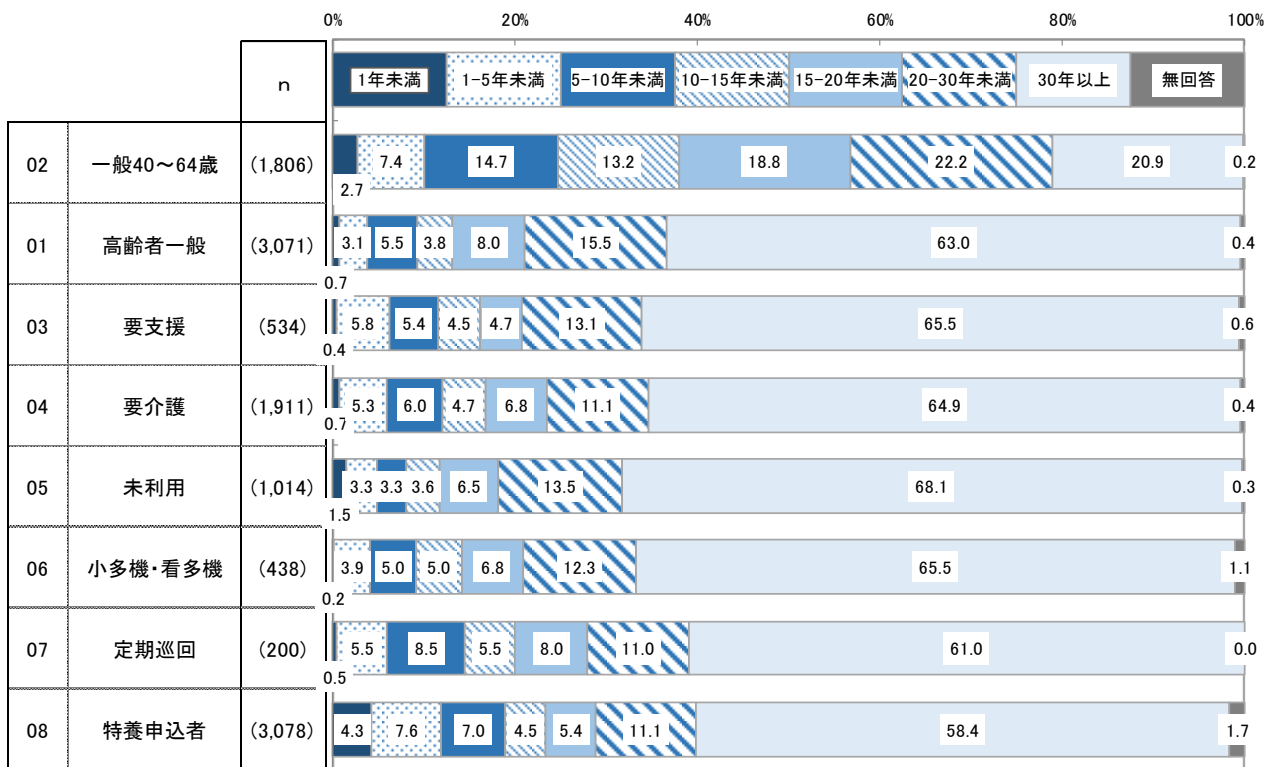 0% 20% 40% 60% 80% 100%
n 1年未満 1-5年未満 5-10年未満 10-15年未満 15-20年未満 20-30年未満 30年以上 無回答
02 一般40～64歳 (1,806) 2.7 7.4 14.7 13.2 18.8 22.2 20.9 0.2
01 高齢者一般 (3,071) 0.7 3.1 5.5 3.8 8.0 15.5 63.0 0.4
03 要支援 (534) 0.4 5.8 5.4 4.5 4.7 13.1 65.5 0.6
04 要介護 (1,911) 0.7 5.3 6.0 4.7 6.8 11.1 64.9 0.4
05 未利用 (1,014) 1.5 3.3 3.3 3.6 6.5 13.5 68.1 0.3
06 小多機・看多機 (438) 0.2 3.9 5.0 5.0 6.8 12.3 65.5 1.1
07 定期巡回 (200) 0.5 5.5 8.5 5.5 8.0 11.0 61.0 0.0
08 特養申込者 (3,078) 4.3 7.6 7.0 4.5 5.4 11.1 58.4 1.7